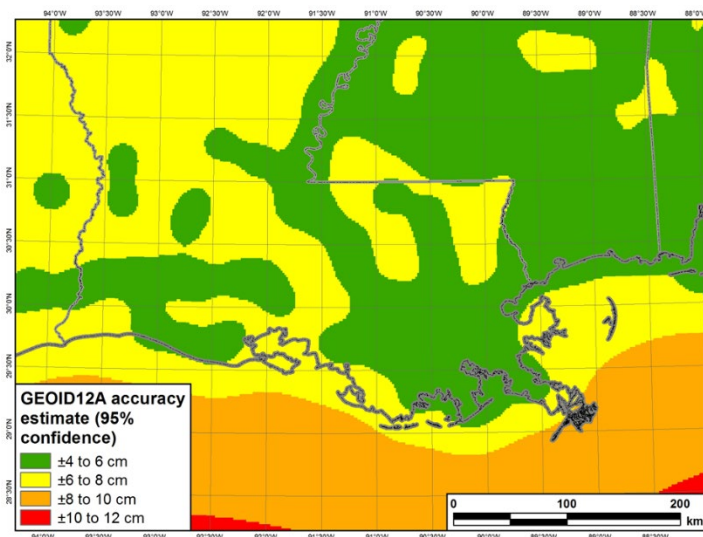 94°0'W 93°30'W 93°0'W 92°30'W 92°0'W 91°30'W 91°0'W 90°30'W 90°0'W 89°30'W 89°0'W 88°30'W 88°0'W
32°0'N
31°30'N
31°0'N
30°30'N
30°0'N
29°30'N
29°0'N
28°30'N
GEOID12A accuracy
estimate (95%
confidence)
±4 to 6 cm
±6 to 8 cm
±8 to 10 cm
±10 to 12 cm
0 100 200
km